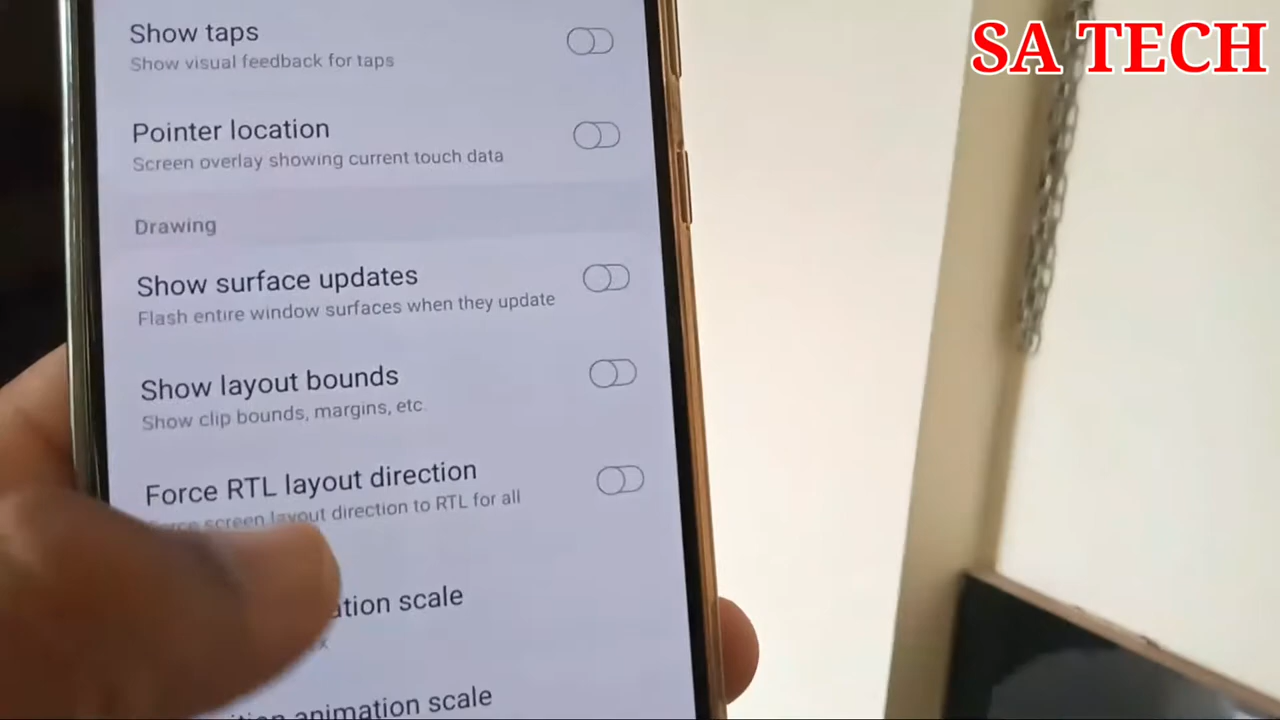 SA TECH
Show taps
Show visual feedback for taps
Pointer location
Screen overlay showing current touch data
Drawing
Show surface updates
Flash entire window surfaces when they update
Show layout bounds
Show clip bounds, margins, etc.
Force RTL layout direction
screen layout direction to RTL for all
scale
animation scale